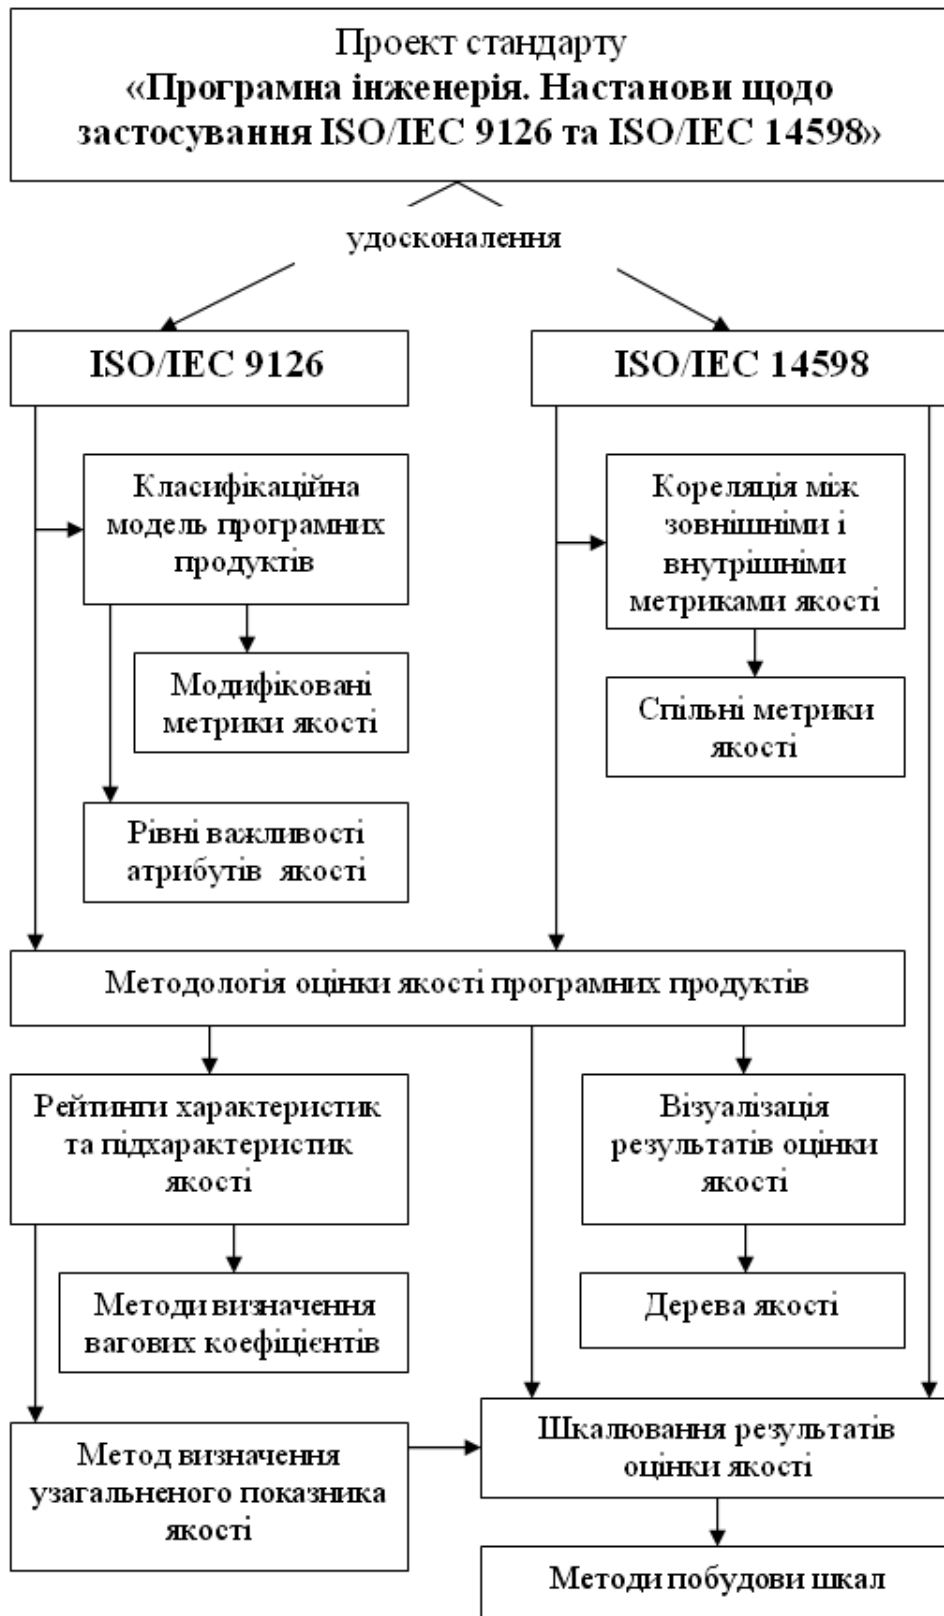 Проект стандарту
«Програмна інженерія. Настанови щодо
застосування ISO/IEC 9126 та ISO/IEC 14598»
удосконалення
ISO/IEC 9126
ISO/IEC 14598
Класифікаційна
модель програмних
продуктів
Кореляція між
зовнішніми і
внутрішніми
метриками якості
Модифіковані
метрики якості
Спільні метрики
якості
Рівні важливості
атрибутів якості
Методологія оцінки якості програмних продуктів
Рейтинги характеристик
та підхарактеристик
якості
Візуалізація
результатів оцінки
якості
Методи визначення
вагових коефіцієнтів
Дерева якості
Метод визначення
узагальненого показника
якості
Шкалювання результатів
оцінки якості
Методи побудови шкал